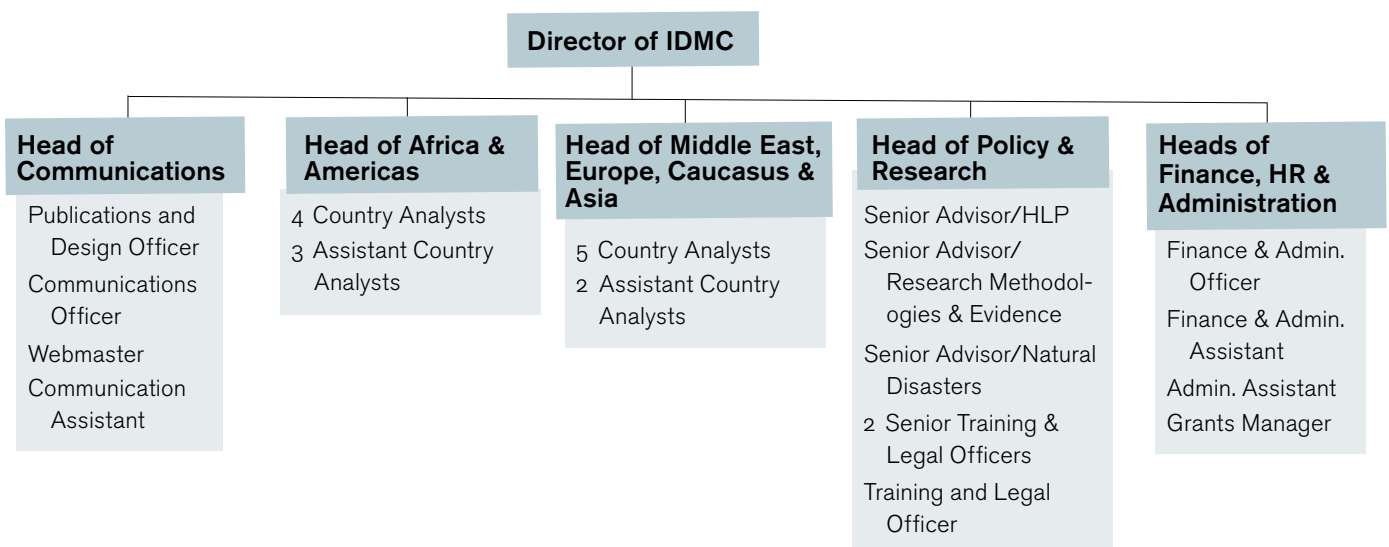 Director of IDMC
Head of
Communications
Publications and
Design Officer
Communications
Officer
Webmaster
Communication
Assistant
Head of Africa &
Americas
4 Country Analysts
3 Assistant Country
Analysts
Head of Middle East,
Europe, Caucasus &
Asia
5 Country Analysts
2 Assistant Country
Analysts
Head of Policy &
Research
Senior Advisor/HLP
Senior Advisor/
Research Methodol-
ogies & Evidence
Senior Advisor/Natural
Disasters
2 Senior Training &
Legal Officers
Training and Legal
Officer
Heads of
Finance, HR &
Administration
Finance & Admin.
Officer
Finance & Admin.
Assistant
Admin. Assistant
Grants Manager